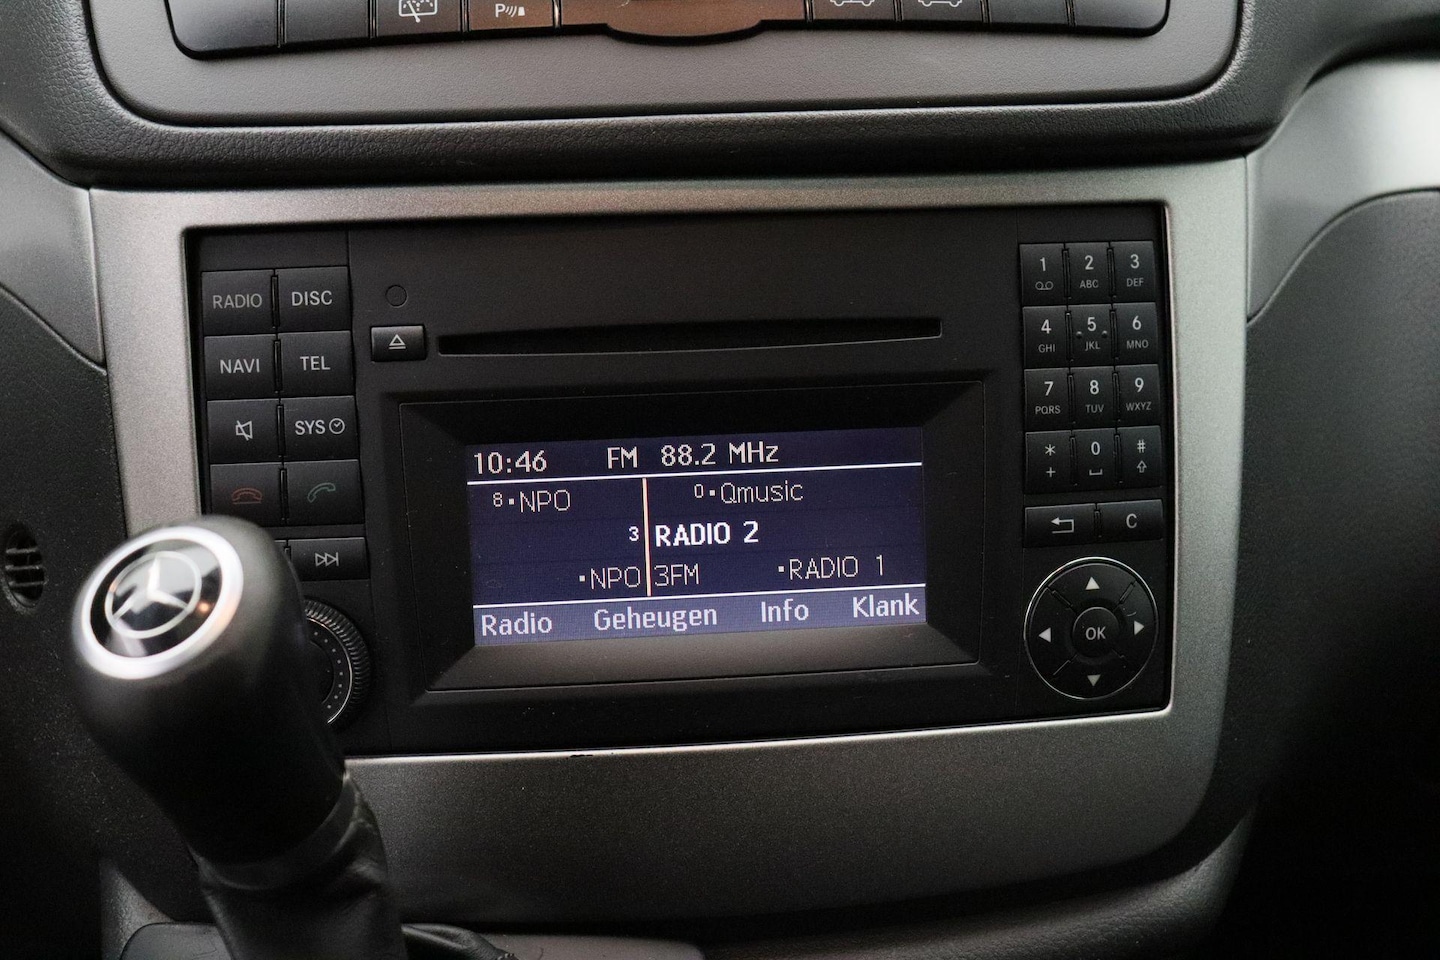 P
RADIO DISC
NAVI TEL
SYS
10:46 FM 88.2 MHz
8 NPO 0 Qmusic
3 RADIO 2
NPO 3FM RADIO 1
Radio Geheugen Info Klank
1 2 3
ABC DEF
4 5 6
GHI JKL MNO
7 8 9
PQRS TUV WXYZ
* 0 #
+
C
OK